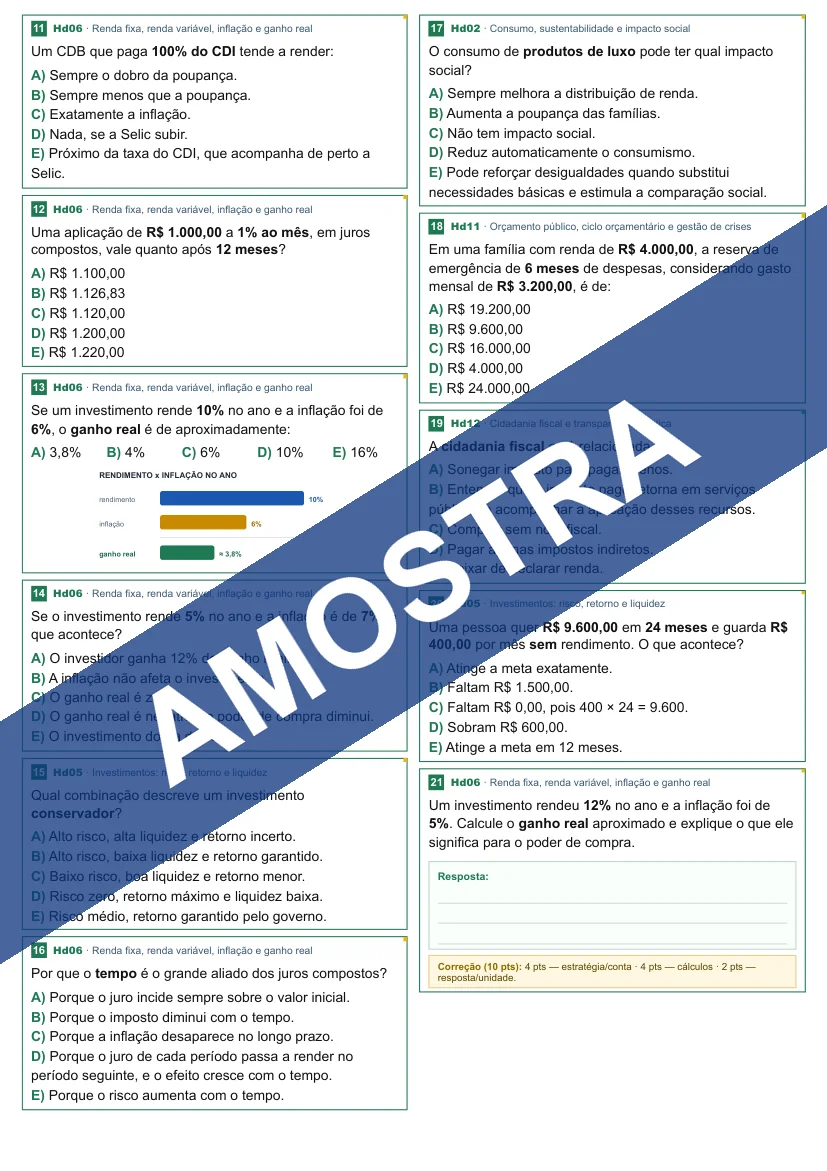 11 Hd06 · Renda fixa, renda variável, inflação e ganho real
Um CDB que paga 100% do CDI tende a render:
A) Sempre o dobro da poupança.
B) Sempre menos que a poupança.
C) Exatamente a inflação.
D) Nada, se a Selic subir.
E) Próximo da taxa do CDI, que acompanha de perto a
Selic.
12 Hd06 · Renda fixa, renda variável, inflação e ganho real
Uma aplicação de R$ 1.000,00 a 1% ao mês, em juros
compostos, vale quanto após 12 meses?
A) R$ 1.100,00
B) R$ 1.126,83
C) R$ 1.120,00
D) R$ 1.200,00
E) R$ 1.220,00
13 Hd06 · Renda fixa, renda variável, inflação e ganho real
Se um investimento rende 10% no ano e a inflação foi de
6%, o ganho real é de aproximadamente:
A) 3,8% B) 4% C) 6% D) 10% E) 16%
RENDIMENTO x INFLAÇÃO NO ANO
rendimento 10%
inflação 6%
ganho real ≈ 3,8%
14 Hd06 · Renda fixa, renda variável, inflação e ganho real
Se o investimento rende 5% no ano e a inflação é de 7%
que acontece?
A) O investidor ganha 12% de
B) A inflação não afeta o
C) O ganho real é
D) O ganho real é de compra diminui.
E) O investimento
15 Hd05 · Investimentos: retorno e liquidez
Qual combinação descreve um investimento
conservador?
A) Alto risco, alta liquidez e retorno incerto.
B) Alto risco, baixa liquidez e retorno garantido.
C) Baixo risco, boa liquidez e retorno menor.
D) Risco zero, retorno máximo e liquidez baixa.
E) Risco médio, retorno garantido pelo governo.
16 Hd06 · Renda fixa, renda variável, inflação e ganho real
Por que o tempo é o grande aliado dos juros compostos?
A) Porque o juro incide sempre sobre o valor inicial.
B) Porque o imposto diminui com o tempo.
C) Porque a inflação desaparece no longo prazo.
D) Porque o juro de cada período passa a render no
período seguinte, e o efeito cresce com o tempo.
E) Porque o risco aumenta com o tempo.
17 Hd02 · Consumo, sustentabilidade e impacto social
O consumo de produtos de luxo pode ter qual impacto
social?
A) Sempre melhora a distribuição de renda.
B) Aumenta a poupança das famílias.
C) Não tem impacto social.
D) Reduz automaticamente o consumismo.
E) Pode reforçar desigualdades quando substitui
necessidades básicas e estimula a comparação social.
18 Hd11 · Orçamento público, ciclo orçamentário e gestão de crises
Em uma família com renda de R$ 4.000,00, a reserva de
emergência de 6 meses de despesas, considerando gasto
mensal de R$ 3.200,00, é de:
A) R$ 19.200,00
B) R$ 9.600,00
C) R$ 16.000,00
D) R$ 4.000,00
E) R$ 24.000,00
19 Hd12 · Cidadania fiscal e
A cidadania fiscal
A) Sonegar
B) retorna em serviços
a aplicação desses recursos.
C) sem fiscal.
D) Pagar impostos indiretos.
declarar renda.
Investimentos: risco, retorno e liquidez
Uma pessoa quer R$ 9.600,00 em 24 meses e guarda R$
400,00 por mês sem rendimento. O que acontece?
A) Atinge a meta exatamente.
B) Faltam R$ 1.500,00.
C) Faltam R$ 0,00, pois 400 × 24 = 9.600.
D) Sobram R$ 600,00.
E) Atinge a meta em 12 meses.
21 Hd06 · Renda fixa, renda variável, inflação e ganho real
Um investimento rendeu 12% no ano e a inflação foi de
5%. Calcule o ganho real aproximado e explique o que ele
significa para o poder de compra.
Resposta:
Correção (10 pts): 4 pts — estratégia/conta · 4 pts — cálculos · 2 pts —
resposta/unidade.
AMOSTRA